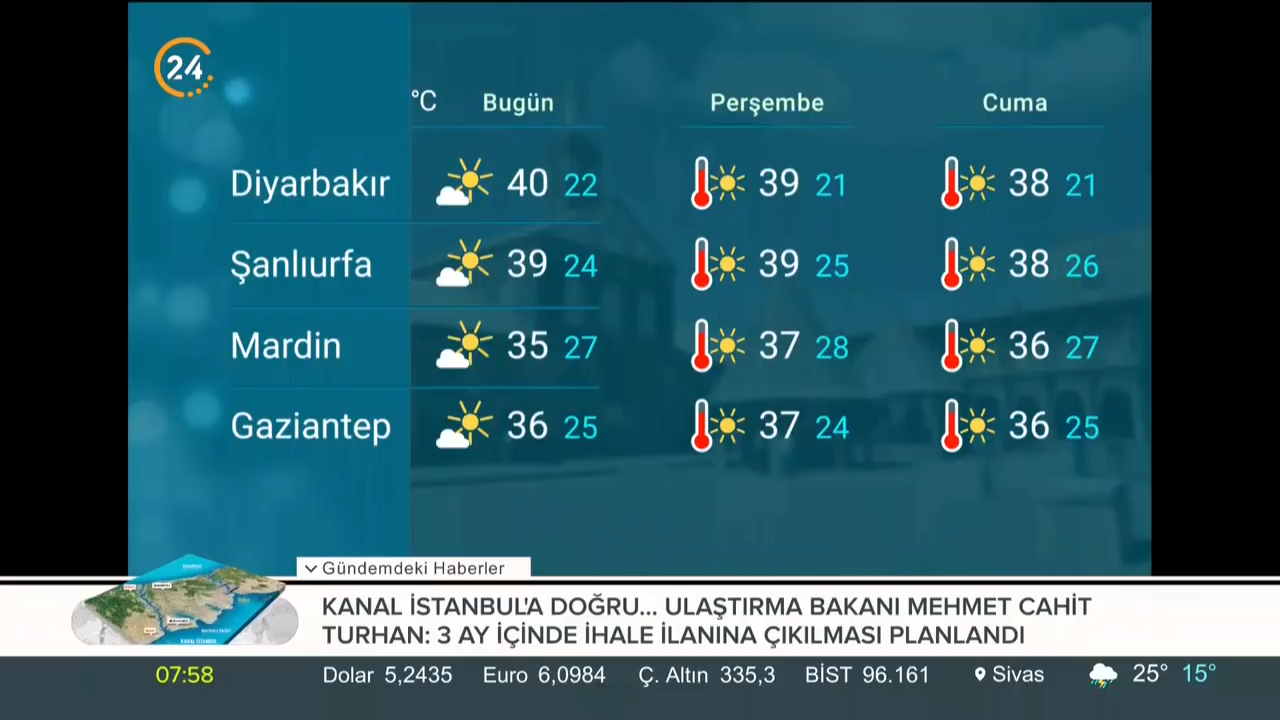 24
°C Bugün Perşembe Cuma
Diyarbakır 40 22 39 21 38 21
Şanlıurfa 39 24 39 25 38 26
Mardin 35 27 37 28 36 27
Gaziantep 36 25 37 24 36 25
Gündemdeki Haberler
KANAL İSTANBUL'A DOĞRU... ULAŞTIRMA BAKANI MEHMET CAHİT
TURHAN: 3 AY İÇİNDE İHALE İLANINA ÇIKILMASI PLANLANDI
KANAL İSTANBUL
07:58 Dolar 5,2435 Euro 6,0984 Ç. Altın 335,3 BİST 96.161 Sivas 25° 15°